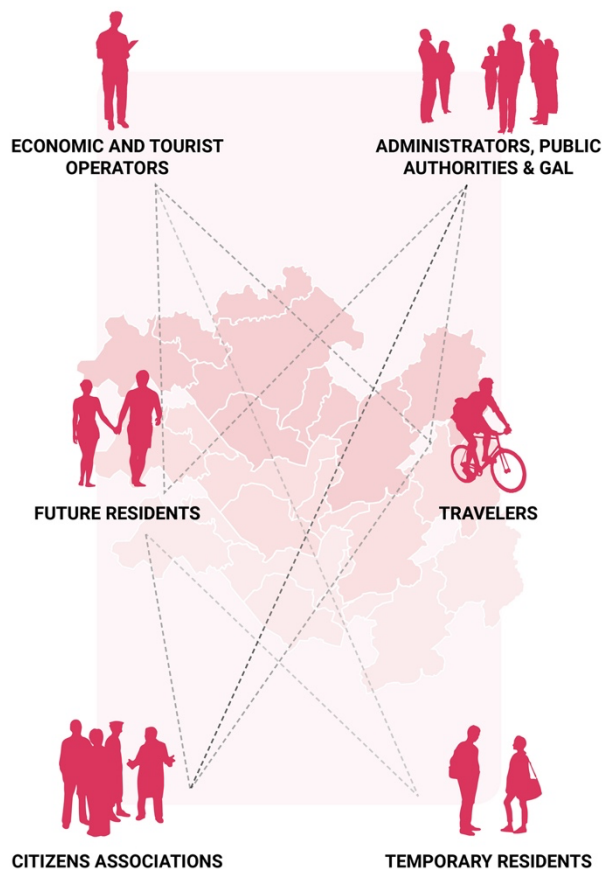 ECONOMIC AND TOURIST
OPERATORS
ADMINISTRATORS, PUBLIC
AUTHORITIES & GAL
FUTURE RESIDENTS
TRAVELERS
CITIZENS ASSOCIATIONS
TEMPORARY RESIDENTS